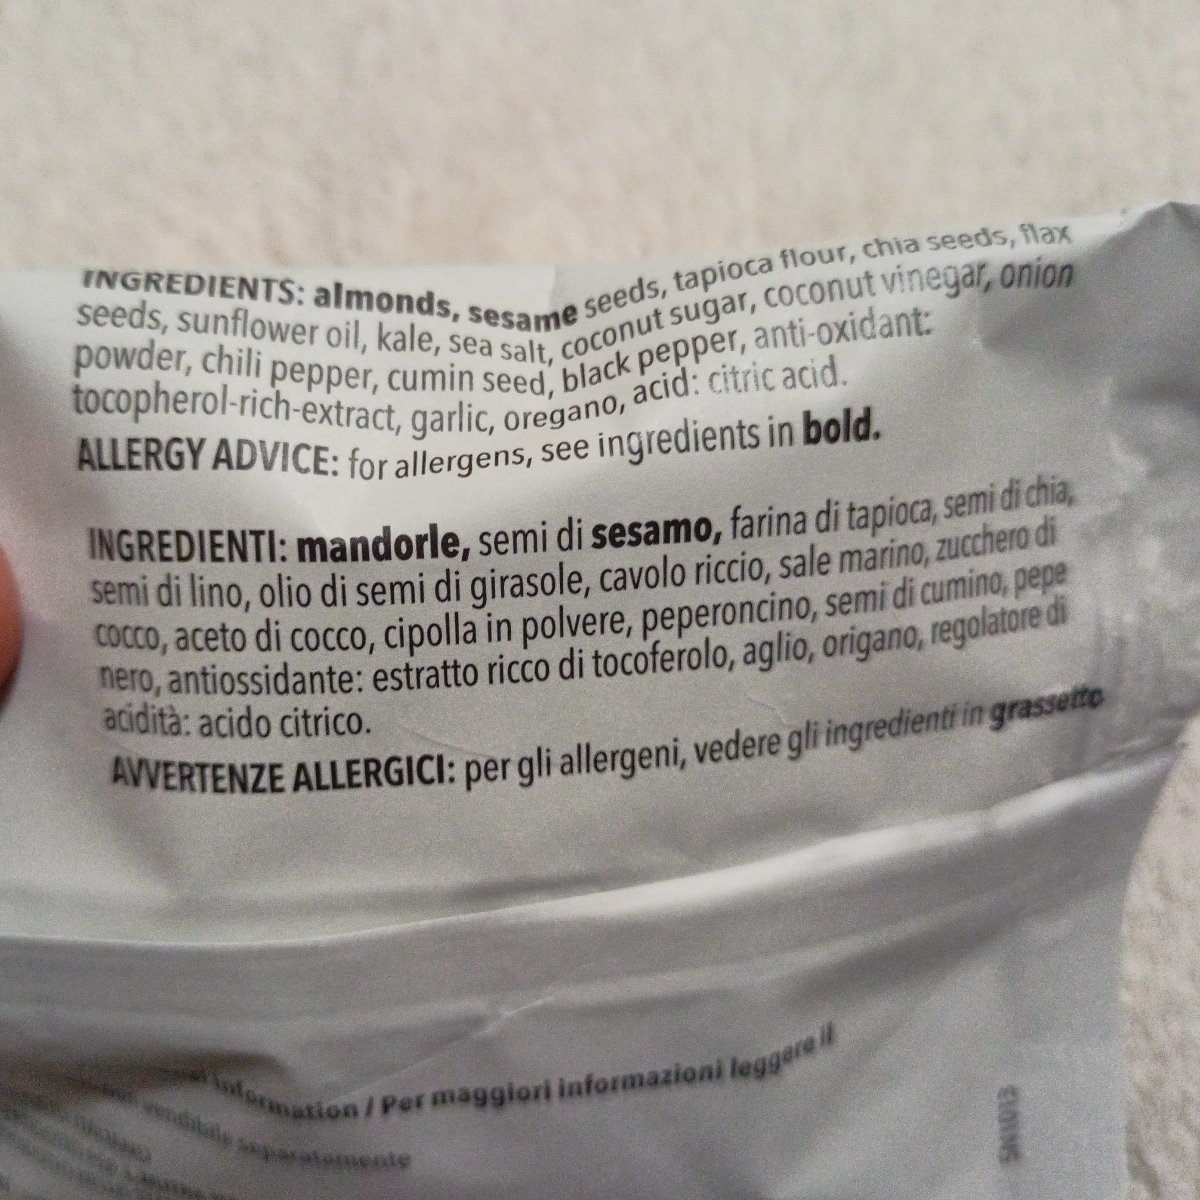 INGREDIENTS: almonds, sesame seeds, tapioca flour, chia seeds, flax
seeds, sunflower oil, kale, sea salt, coconut sugar, coconut vinegar, onion
powder, chili pepper, cumin seed, black pepper, anti-oxidant:
tocopherol-rich-extract, garlic, oregano, acid: citric acid.
ALLERGY ADVICE: for allergens, see ingredients in bold.
INGREDIENTI: mandorle, semi di sesamo, farina di tapioca, semi di chia,
semi di lino, olio di semi di girasole, cavolo riccio, sale marino, zucchero di
cocco, aceto di cocco, cipolla in polvere, peperoncino, semi di cumino, pepe
nero, antiossidante: estratto ricco di tocoferolo, aglio, origano, regolatore di
acidità: acido citrico.
AVVERTENZE ALLERGICI: per gli allergeni, vedere gli ingredienti in grassetto
information / Per maggiori informazioni leggere il
vendibile separatamente